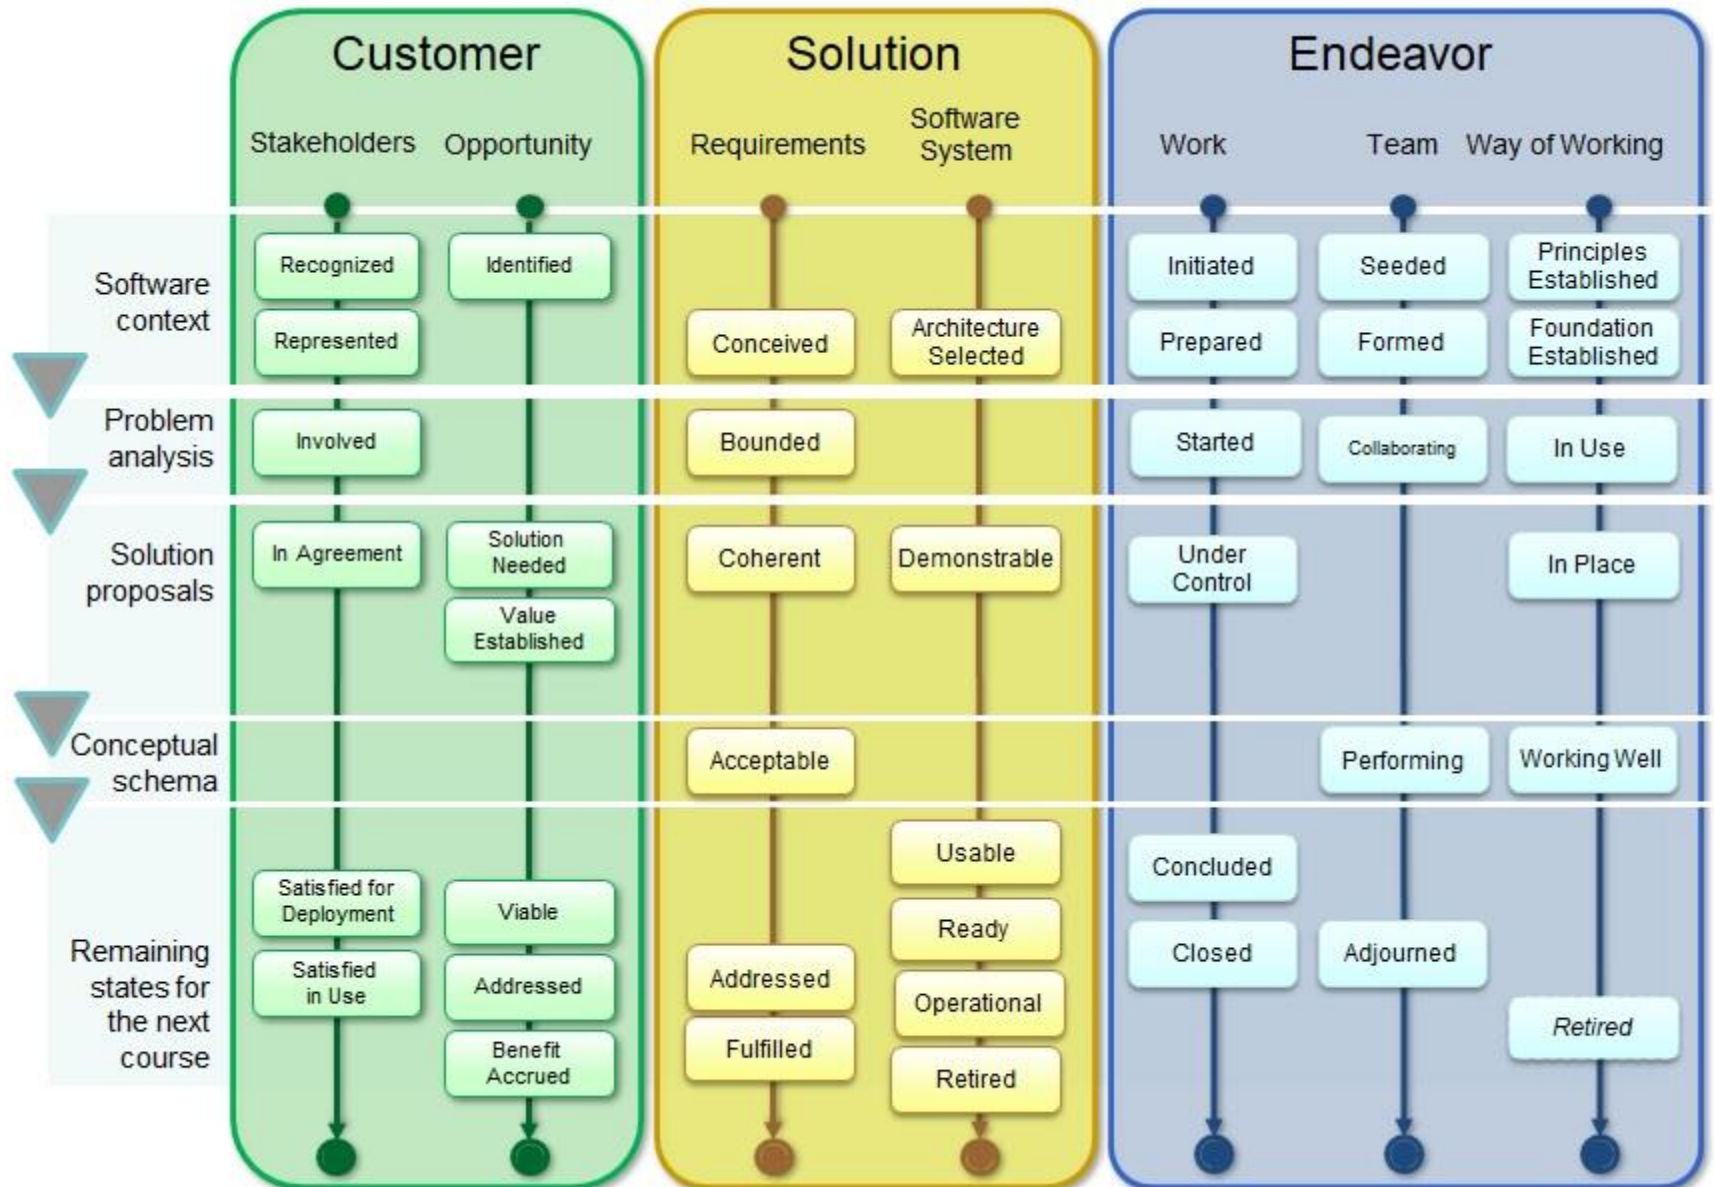 Customer
Solution
Endeavor
Stakeholders
Opportunity
Requirements
Software
System
Work
Team
Way of Working
Software
context
Recognized
Identified
Initiated
Seeded
Principles
Established
Represented
Conceived
Architecture
Selected
Prepared
Formed
Foundation
Established
Problem
analysis
Involved
Bounded
Started
Collaborating
In Use
Solution
proposals
In Agreement
Solution
Needed
Coherent
Demonstrable
Under
Control
In Place
Value
Established
Conceptual
schema
Acceptable
Performing
Working Well
Remaining
states for
the next
course
Satisfied for
Deployment
Satisfied
in Use
Viable
Addressed
Benefit
Accrued
Addressed
Fulfilled
Usable
Ready
Operational
Retired
Concluded
Closed
Adjourned
Retired